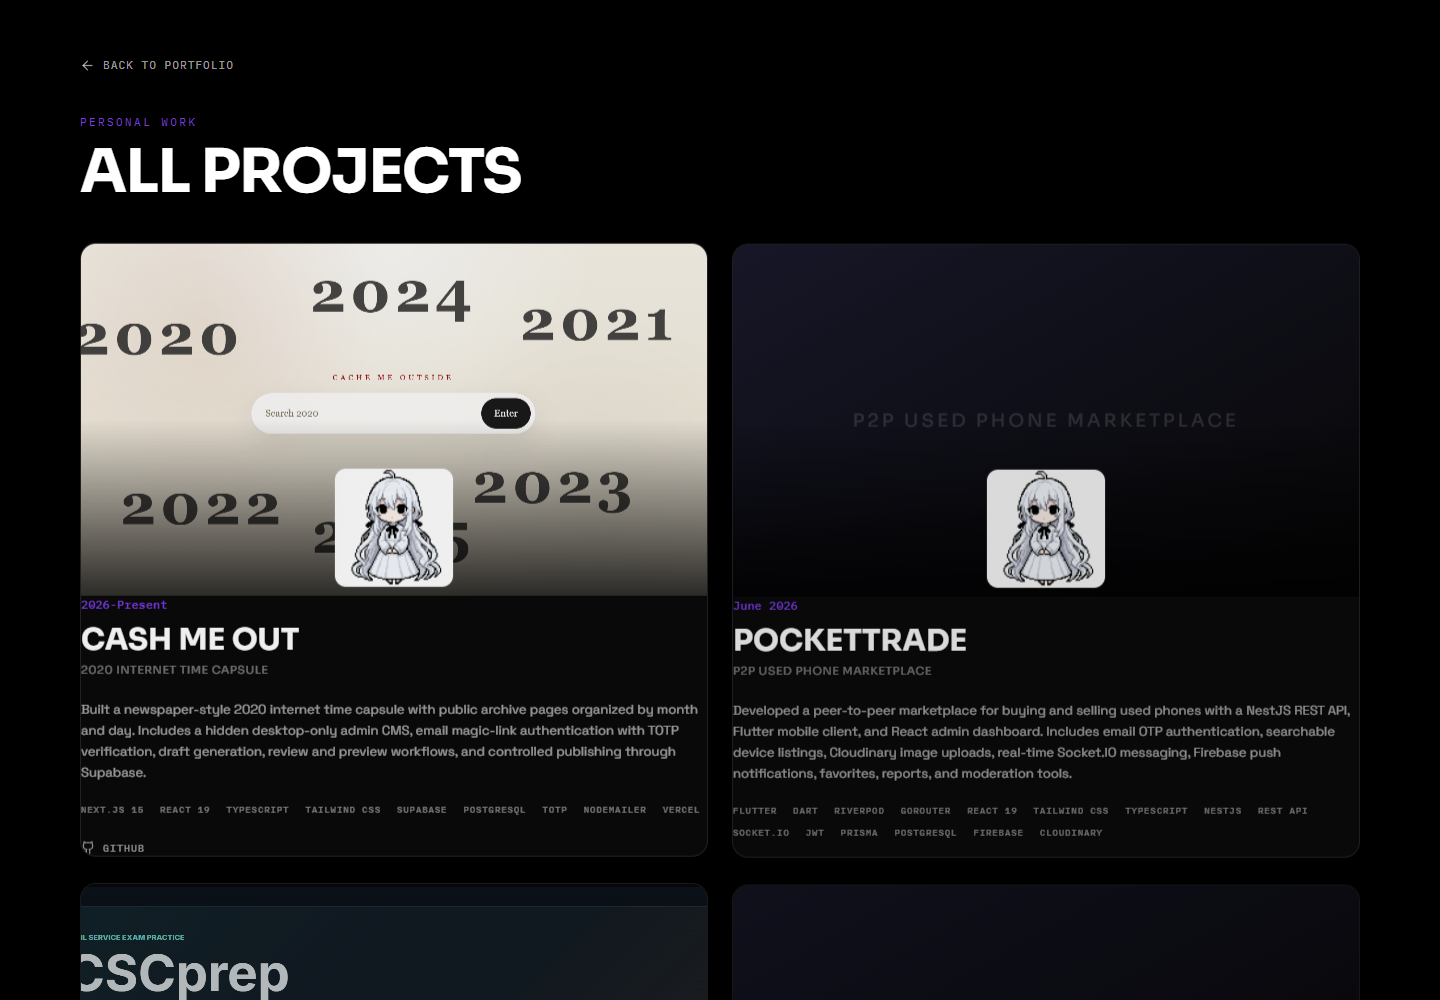 BACK TO PORTFOLIO
PERSONAL WORK
ALL PROJECTS
2024
2020
2021
CACHE ME OUTSIDE
Search 2020
Enter
2022
2023
2026-Present
CASH ME OUT
2020 INTERNET TIME CAPSULE
Built a newspaper-style 2020 internet time capsule with public archive pages organized by month
and day. Includes a hidden desktop-only admin CMS, email magic-link authentication with TOTP
verification, draft generation, review and preview workflows, and controlled publishing through
Supabase.
NEXT.JS 15 REACT 19 TYPESCRIPT TAILWIND CSS SUPABASE POSTGRESQL TOTP NODEMAILER VERCEL
GITHUB
P2P USED PHONE MARKETPLACE
June 2026
POCKETTRADE
P2P USED PHONE MARKETPLACE
Developed a peer-to-peer marketplace for buying and selling used phones with a NestJS REST API,
Flutter mobile client, and React admin dashboard. Includes email OTP authentication, searchable
device listings, Cloudinary image uploads, real-time Socket.IO messaging, Firebase push
notifications, favorites, reports, and moderation tools.
FLUTTER DART RIVERPOD GOROUTER REACT 19 TAILWIND CSS TYPESCRIPT NESTJS REST API
SOCKET.IO JWT PRISMA POSTGRESQL FIREBASE CLOUDINARY
SERVICE EXAM PRACTICE
CSCprep